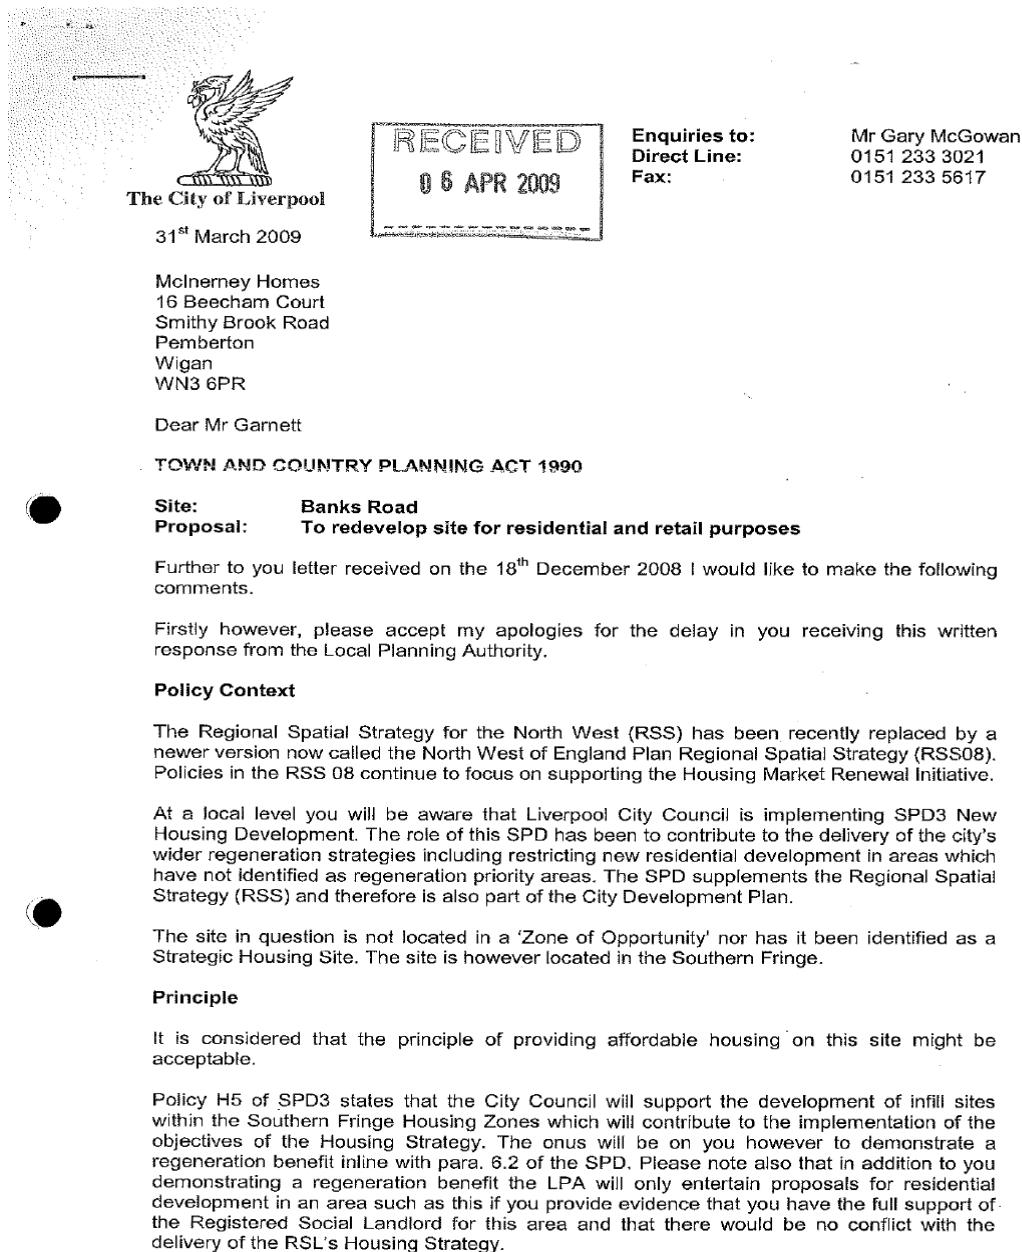 The City of Liverpool
RECEIVED
06 APR 2009
Enquiries to: Mr Gary McGowan
Direct Line: 0151 233 3021
Fax: 0151 233 5617
31st March 2009
McInerney Homes
16 Beecham Court
Smithy Brook Road
Pemberton
Wigan
WN3 6PR
Dear Mr Garnett
TOWN AND COUNTRY PLANNING ACT 1990
Site: Banks Road
Proposal: To redevelop site for residential and retail purposes
Further to you letter received on the 18th December 2008 I would like to make the following
comments.
Firstly however, please accept my apologies for the delay in you receiving this written
response from the Local Planning Authority.
Policy Context
The Regional Spatial Strategy for the North West (RSS) has been recently replaced by a
newer version now called the North West of England Plan Regional Spatial Strategy (RSS08).
Policies in the RSS 08 continue to focus on supporting the Housing Market Renewal Initiative.
At a local level you will be aware that Liverpool City Council is implementing SPD3 New
Housing Development. The role of this SPD has been to contribute to the delivery of the city's
wider regeneration strategies including restricting new residential development in areas which
have not identified as regeneration priority areas. The SPD supplements the Regional Spatial
Strategy (RSS) and therefore is also part of the City Development Plan.
The site in question is not located in a 'Zone of Opportunity' nor has it been identified as a
Strategic Housing Site. The site is however located in the Southern Fringe.
Principle
It is considered that the principle of providing affordable housing on this site might be
acceptable.
Policy H5 of SPD3 states that the City Council will support the development of infill sites
within the Southern Fringe Housing Zones which will contribute to the implementation of the
objectives of the Housing Strategy. The onus will be on you however to demonstrate a
regeneration benefit inline with para. 6.2 of the SPD. Please note also that in addition to you
demonstrating a regeneration benefit the LPA will only entertain proposals for residential
development in an area such as this if you provide evidence that you have the full support of
the Registered Social Landlord for this area and that there would be no conflict with the
delivery of the RSL's Housing Strategy.